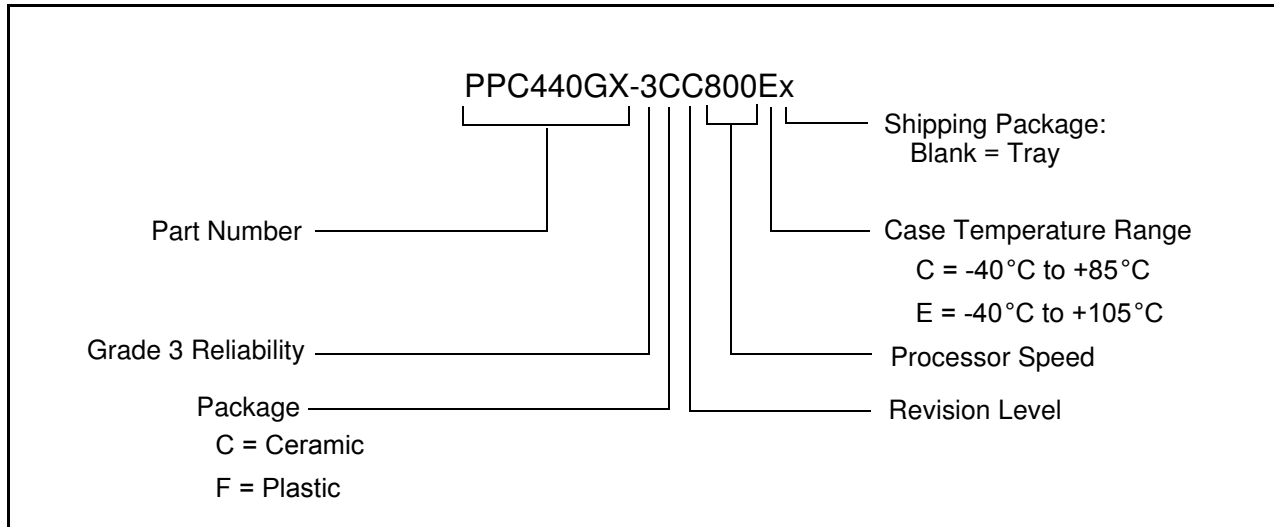 PPC440GX-3CC800Ex
Shipping Package:
Blank = Tray
Part Number
Case Temperature Range
C = -40°C to +85°C
E = -40°C to +105°C
Grade 3 Reliability
Processor Speed
Package
Revision Level
C = Ceramic
F = Plastic